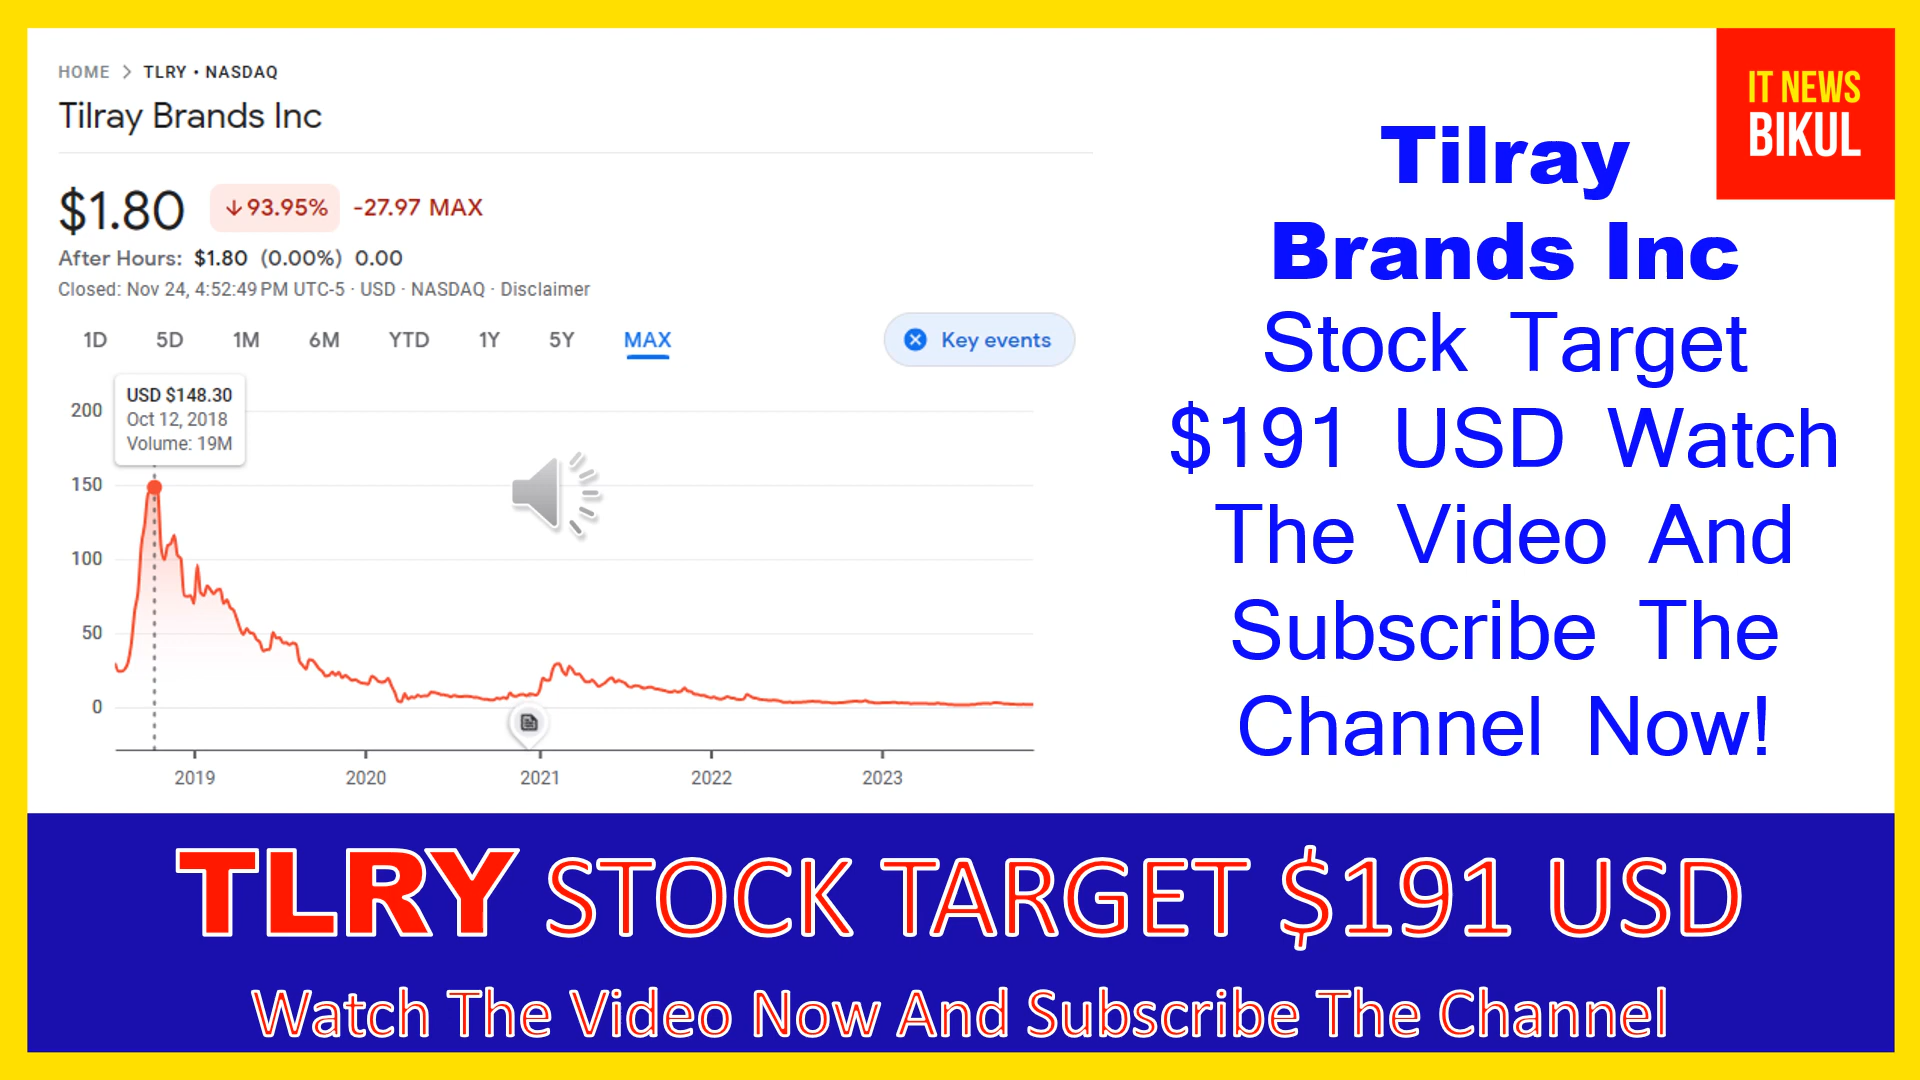 HOME > TLRY • NASDAQ
Tilray Brands Inc
$1.80 ↓93.95% -27.97 MAX
After Hours: $1.80 (0.00%) 0.00
Closed: Nov 24, 4:52:49 PM UTC-5 · USD · NASDAQ · Disclaimer
1D 5D 1M 6M YTD 1Y 5Y MAX Key events
USD $148.30
Oct 12, 2018
Volume: 19M
200
150
100
50
0
2019 2020 2021 2022 2023
IT NEWS
BIKUL
Tilray
Brands Inc
Stock Target
$191 USD Watch
The Video And
Subscribe The
Channel Now!
TLRY STOCK TARGET $191 USD
Watch The Video Now And Subscribe The Channel